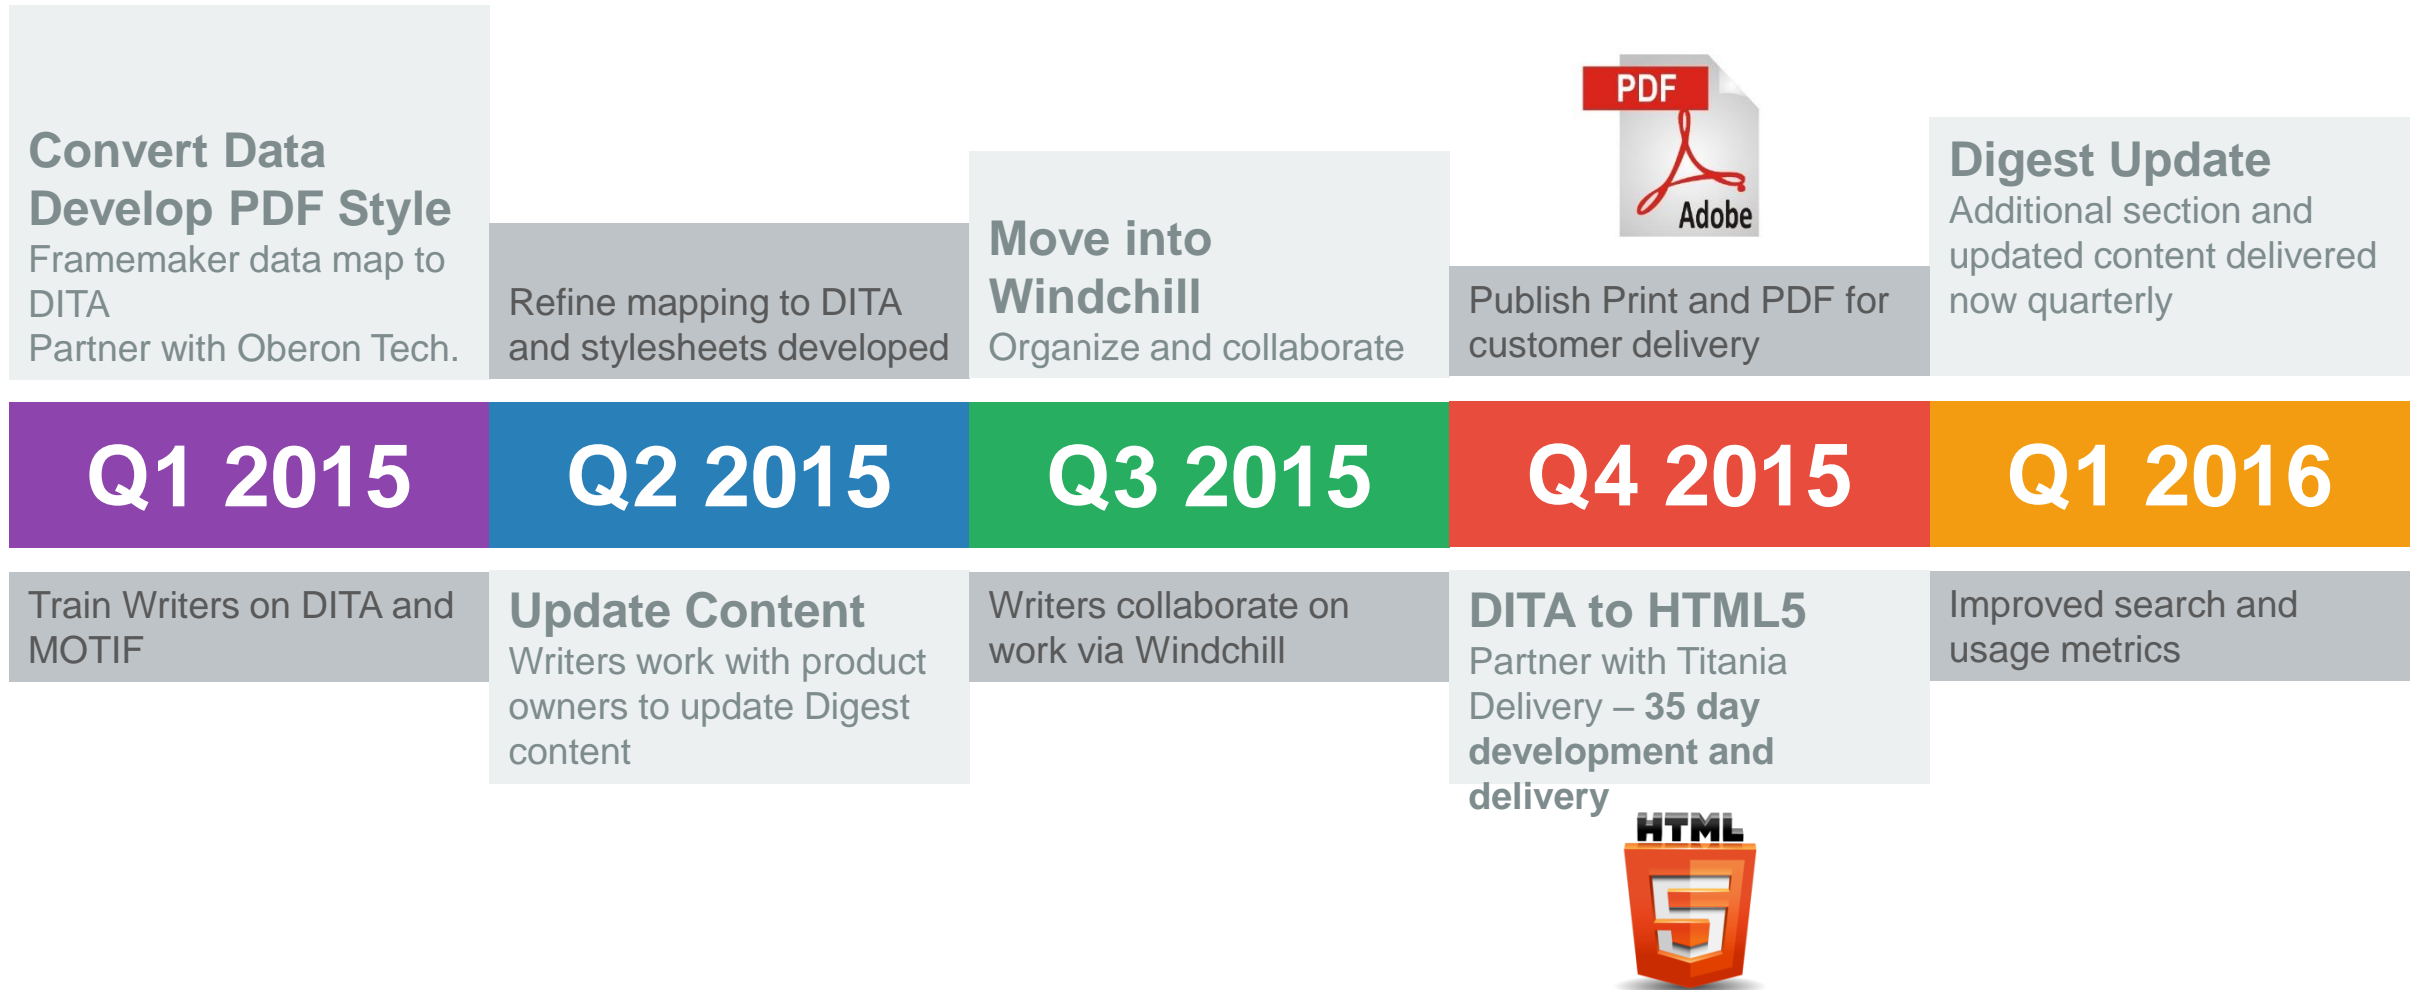 Convert Data
Develop PDF Style
Framemaker data map to
DITA
Partner with Oberon Tech.
Refine mapping to DITA
and stylesheets developed
Move into
Windchill
Organize and collaborate
PDF
Adobe
Publish Print and PDF for
customer delivery
Digest Update
Additional section and
updated content delivered
now quarterly
Q1 2015
Q2 2015
Q3 2015
Q4 2015
Q1 2016
Train Writers on DITA and
MOTIF
Update Content
Writers work with product
owners to update Digest
content
Writers collaborate on
work via Windchill
DITA to HTML5
Partner with Titania
Delivery – 35 day
development and
delivery
HTML
5
Improved search and
usage metrics